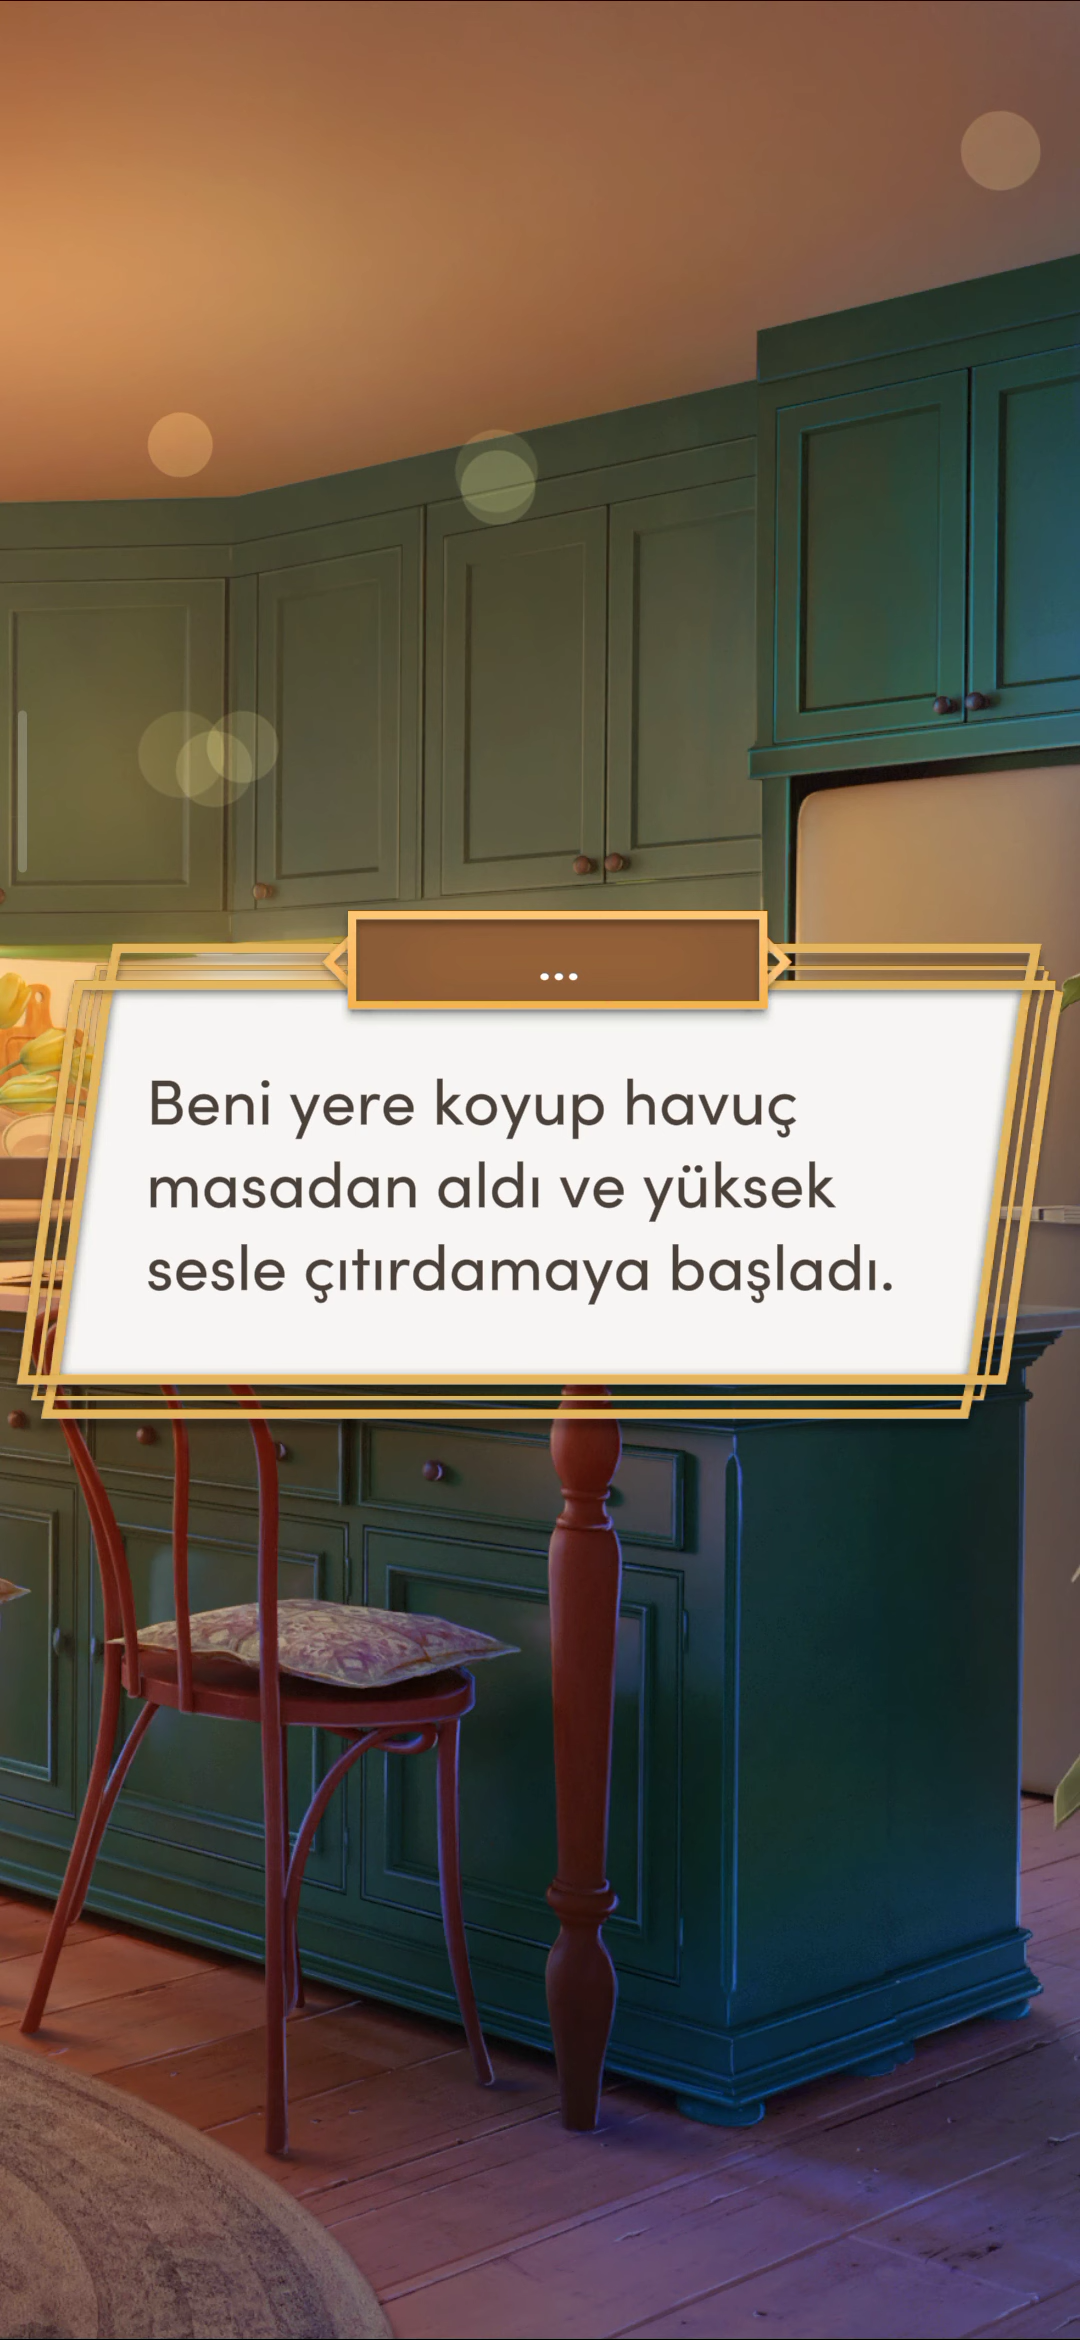 ...
Beni yere koyup havuç
masadan aldı ve yüksek
sesle çıtırdamaya başladı.